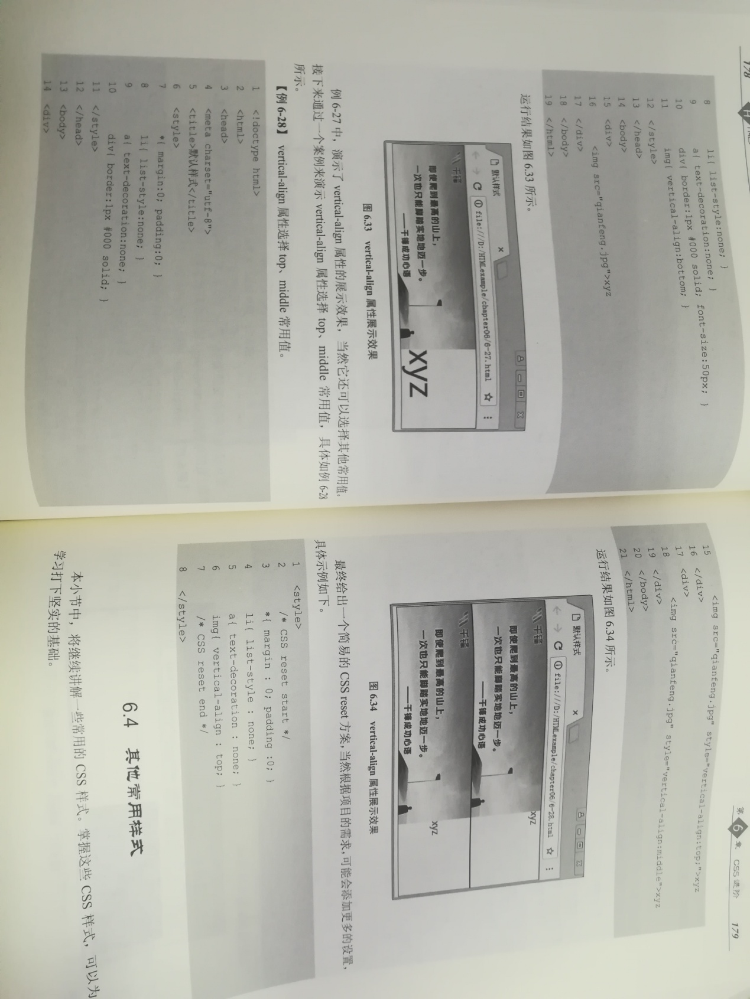 178
8 li{ list-style:none; }
9 a{ text-decoration:none; }
10 div{ border:1px #000 solid; font-size:50px; }
11 img{ vertical-align:bottom; }
12 </style>
13 </head>
14 <body>
15 <div>
16 <img src="qianfeng.jpg">xyz
17 </div>
18 </body>
19 </html>
运行结果如图 6.33 所示。
默认样式
file:///D:/HTMLexample/chapter06/6-27.html
千锋
即使爬到最高的山上，
一次也只能脚踏实地地迈一步。
——千锋成功心语
xyz
图 6.33 vertical-align 属性展示效果
例 6-27 中，演示了 vertical-align 属性的展示效果，当然它还可以选择其他常用值。
接下来通过一个案例来演示 vertical-align 属性选择 top、middle 常用值，具体如例 6-28
所示。
【例 6-28】 vertical-align 属性选择 top、middle 常用值。
1 <!doctype html>
2 <html>
3 <head>
4 <meta charset="utf-8">
5 <title>默认样式</title>
6 <style>
7 *{ margin:0; padding:0; }
8 li{ list-style:none; }
9 a{ text-decoration:none; }
10 div{ border:1px #000 solid; }
11 </style>
12 </head>
13 <body>
14 <div>
第 6 章 CSS 进阶 179
15 <img src="qianfeng.jpg" style="vertical-align:top;">xyz
16 </div>
17 <div>
18 <img src="qianfeng.jpg" style="vertical-align:middle">xyz
19 </div>
20 </body>
21 </html>
运行结果如图 6.34 所示。
默认样式
file:///D:/HTMLexample/chapter06/6-28.html
千锋
xyz
即使爬到最高的山上，
一次也只能脚踏实地地迈一步。
——千锋成功心语
千锋
即使爬到最高的山上，
xyz
一次也只能脚踏实地地迈一步。
——千锋成功心语
图 6.34 vertical-align 属性展示效果
最终给出一个简易的 CSS reset 方案，当然根据项目的需求，可能会添加更多的设置，
具体示例如下。
1 <style>
2 /* CSS reset start */
3 *{ margin : 0; padding :0; }
4 li{ list-style : none; }
5 a{ text-decoration : none; }
6 img{ vertical-align : top; }
7 /* CSS reset end */
8 </style>
6.4 其他常用样式
本小节中，将继续讲解一些常用的 CSS 样式。掌握这些 CSS 样式，可以为
学习打下坚实的基础。